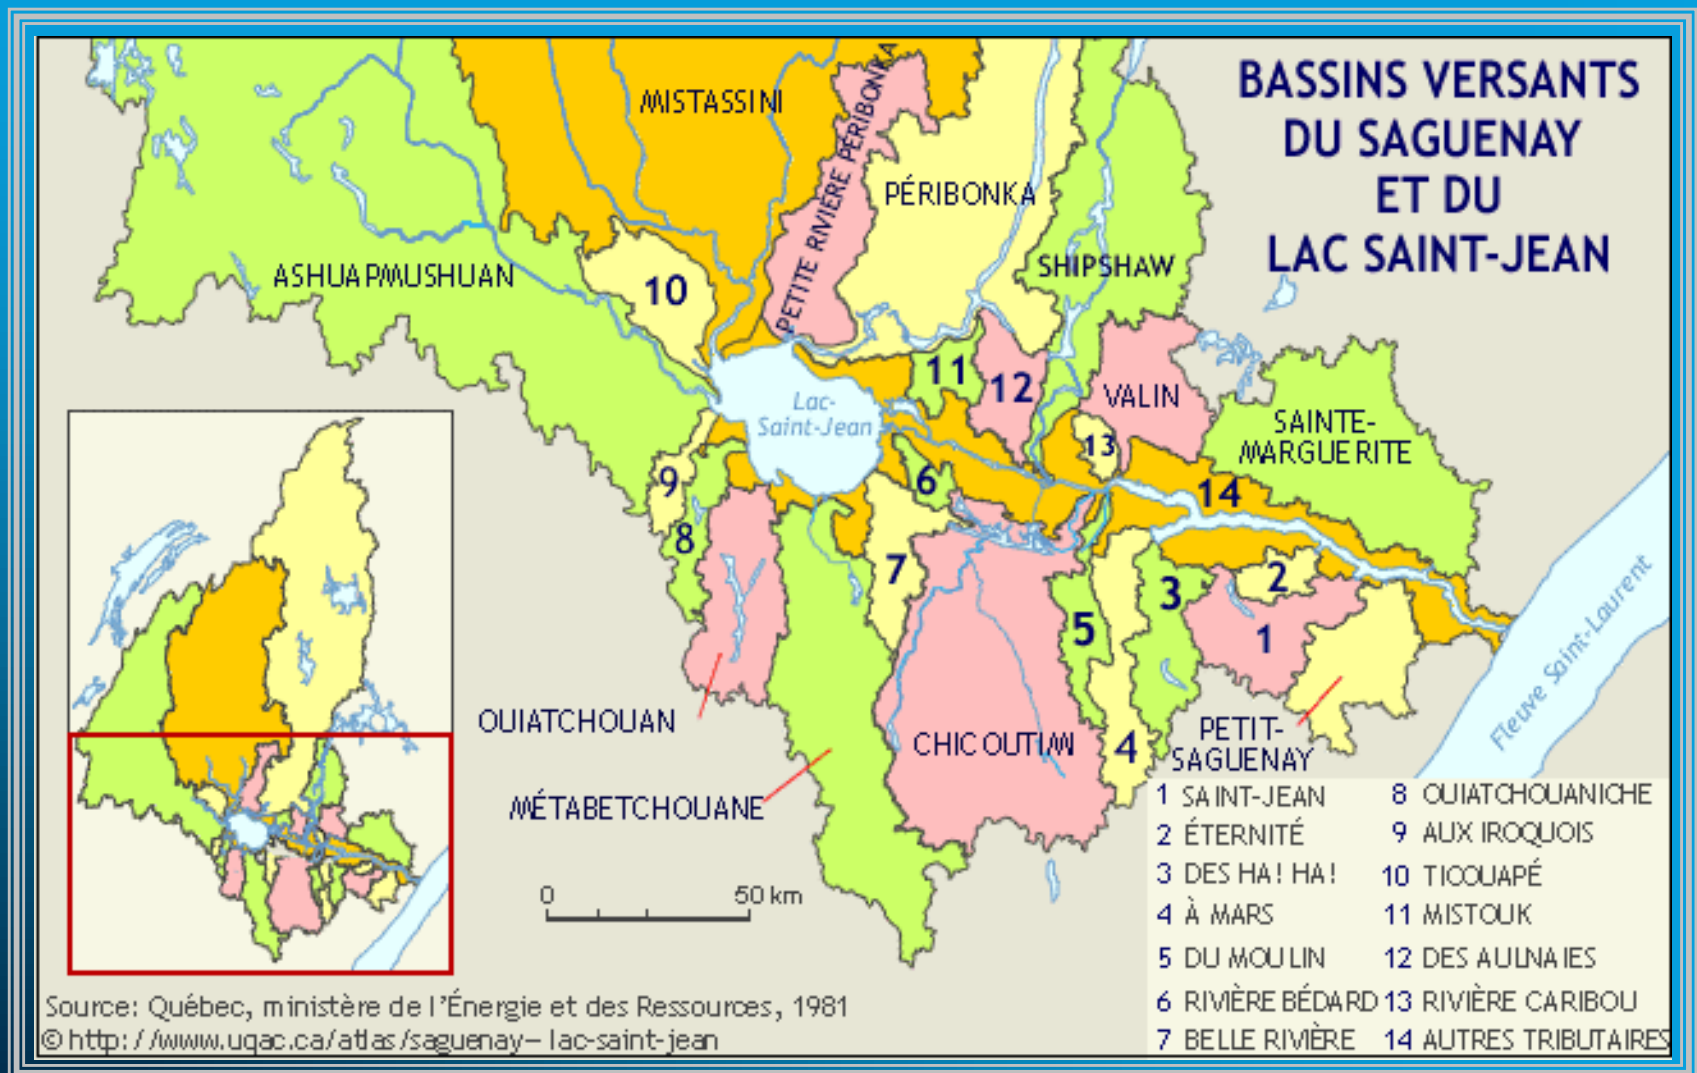 BASSINS VERSANTS
DU SAGUENAY
ET DU
LAC SAINT-JEAN
MISTASSINI
PETITE RIVIÈRE PÉRIBONKA
PÉRIBONKA
ASHUAPMUSHUAN
10
SHIPSHAW
11
12
VALIN
Lac-
Saint-Jean
SAINTE-
MARGUERITE
13
9
6
14
8
7
3
2
5
1
Fleuve Saint-Laurent
OUIATCHOUAN
CHICOUTIMI
4
PETIT-
SAGUENAY
MÉTABETCHOUANE
0 50 km
1 SAINT-JEAN
2 ÉTERNITÉ
3 DES HA! HA!
4 À MARS
5 DU MOULIN
6 RIVIÈRE BÉDARD
7 BELLE RIVIÈRE
8 OUIATCHOUANICHE
9 AUX IROQUOIS
10 TICOUAPÉ
11 MISTOUK
12 DES AULNAIES
13 RIVIÈRE CARIBOU
14 AUTRES TRIBUTAIRES
Source: Québec, ministère de l'Énergie et des Ressources, 1981
© http://www.uqac.ca/atlas/saguenay-lac-saint-jean